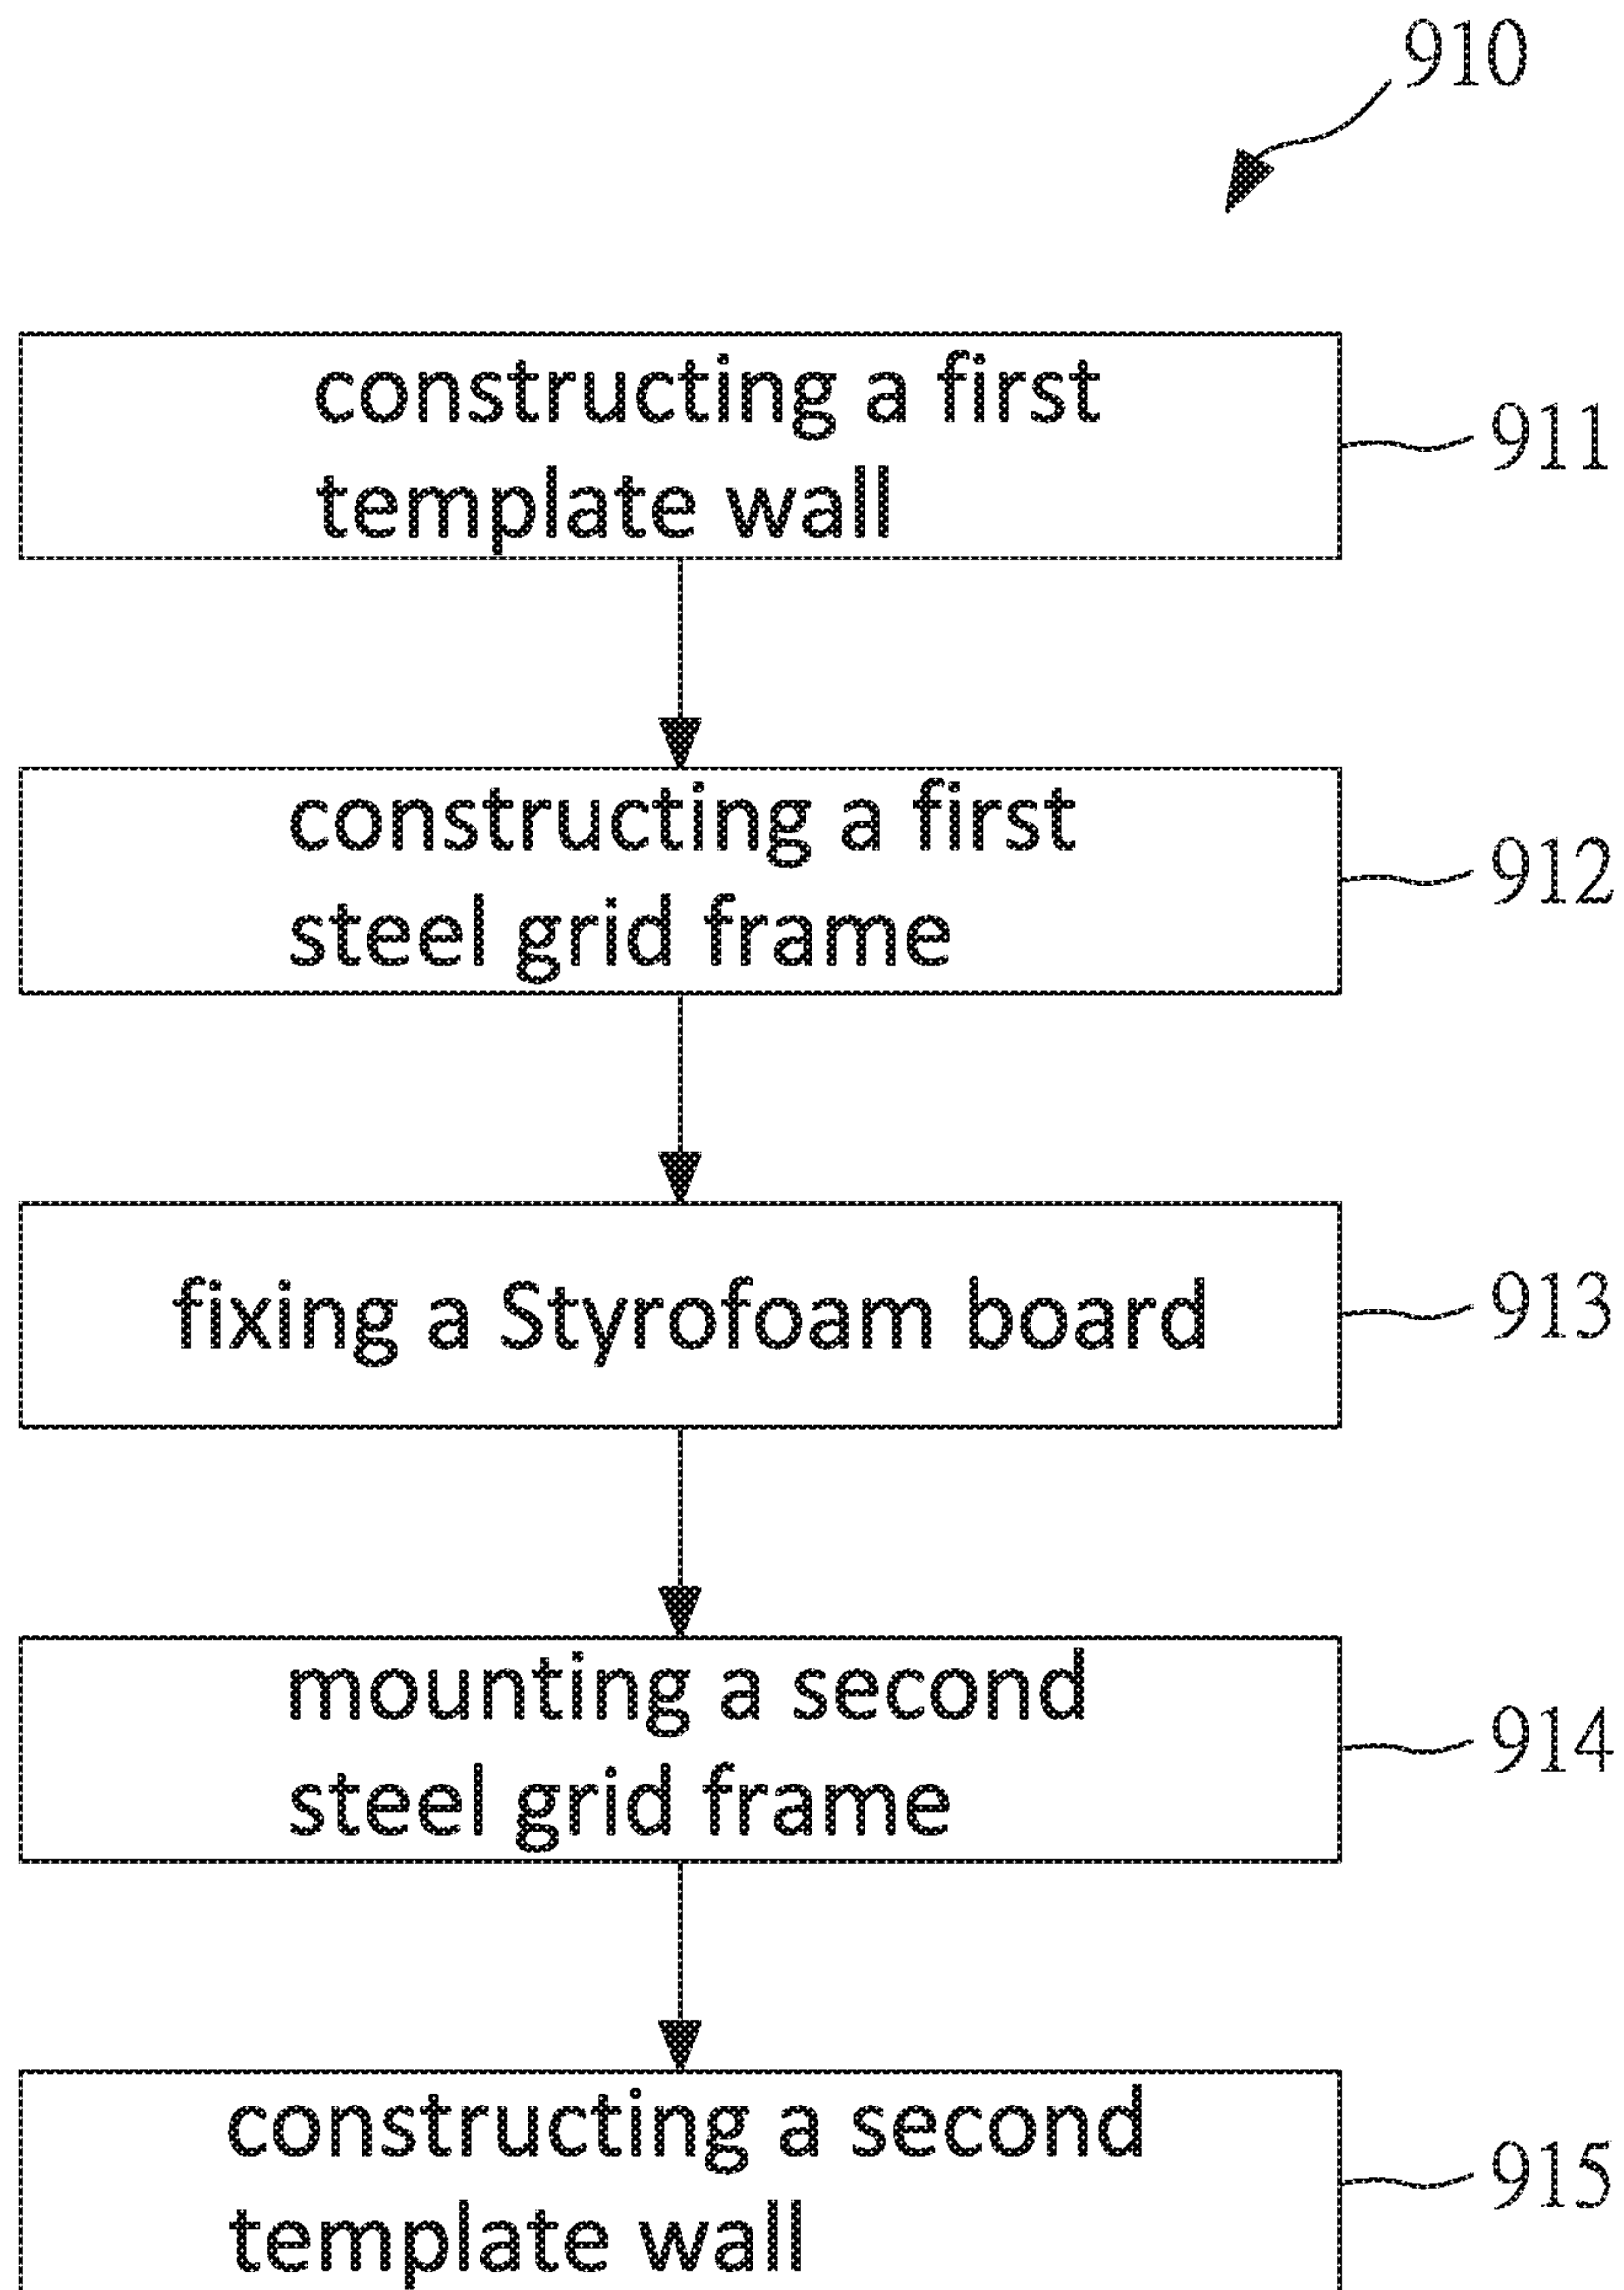 910
constructing a first
template wall
911
constructing a first
steel grid frame
912
fixing a Styrofoam board
913
mounting a second
steel grid frame
914
constructing a second
template wall
915